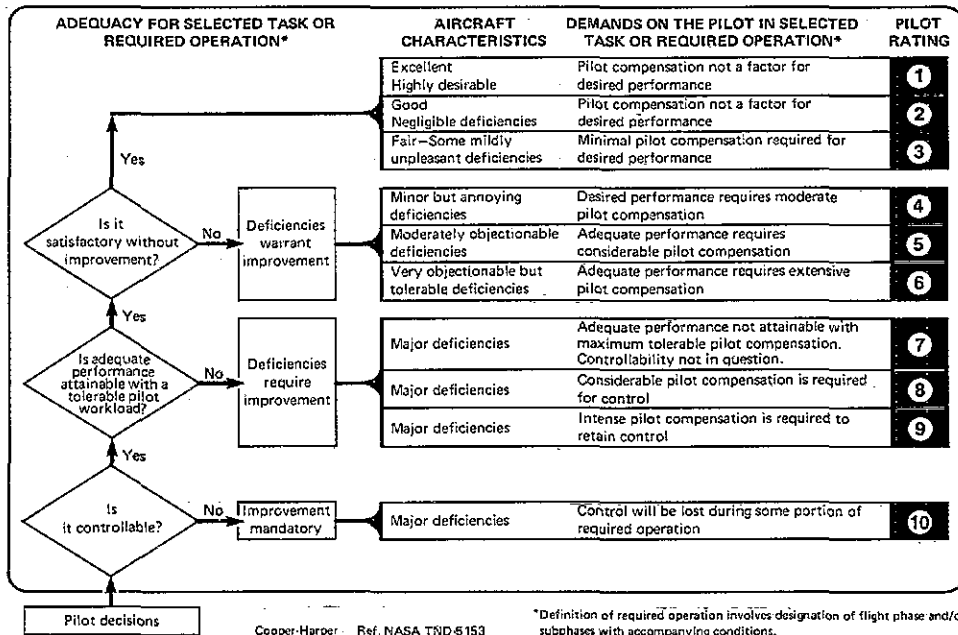 ADEQUACY FOR SELECTED TASK OR
REQUIRED OPERATION*
AIRCRAFT
CHARACTERISTICS
DEMANDS ON THE PILOT IN SELECTED
TASK OR REQUIRED OPERATION*
PILOT
RATING
Excellent
Highly desirable
Pilot compensation not a factor for
desired performance
1
Good
Negligible deficiencies
Pilot compensation not a factor for
desired performance
2
Fair—Some mildly
unpleasant deficiencies
Minimal pilot compensation required for
desired performance
3
Yes
Is it
satisfactory without
improvement?
No
Deficiencies
warrant
improvement
Minor but annoying
deficiencies
Desired performance requires moderate
pilot compensation
4
Moderately objectionable
deficiencies
Adequate performance requires
considerable pilot compensation
5
Very objectionable but
tolerable deficiencies
Adequate performance requires extensive
pilot compensation
6
Yes
Is adequate
performance
attainable with a
tolerable pilot
workload?
No
Deficiencies
require
improvement
Major deficiencies
Adequate performance not attainable with
maximum tolerable pilot compensation.
Controllability not in question.
7
Major deficiencies
Considerable pilot compensation is required
for control
8
Major deficiencies
Intense pilot compensation is required to
retain control
9
Yes
Is
it controllable?
No
Improvement
mandatory
Major deficiencies
Control will be lost during some portion of
required operation
10
Pilot decisions
Cooper-Harper Ref. NASA TND-5153
*Definition of required operation involves designation of flight phase and/o
subphases with accompanying conditions.